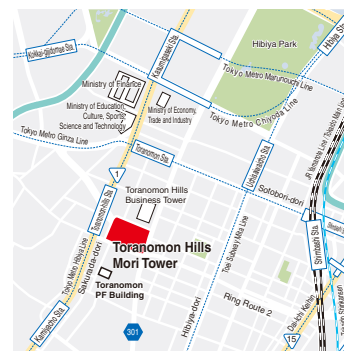 Kokkai-gijidomae Sta.
Kasumigaseki Sta.
Hibiya Park
Hibiya Sta.
Tokyo Metro Marunouchi Line
Ministry of Finance
Ministry of Education,
Culture, Sports,
Science and Technology
Ministry of Economy,
Trade and Industry
Tokyo Metro Chiyoda Line
Tokyo Metro Ginza Line
Toranomon Sta.
Uchisaiwaicho Sta.
Sotobori-dori
1
Toranomon Hills
Business Tower
Toranomon Hills Sta.
Toranomon Hills
Mori Tower
Toei Subway Mita Line
Shimbashi Sta.
Tokyo Metro Hibiya Line
Sakurada-dori
Toranomon
PF Building
Kamiyacho Sta.
301
Hibiya-dori
Ring Route 2
Dai-ichi Keihin
15